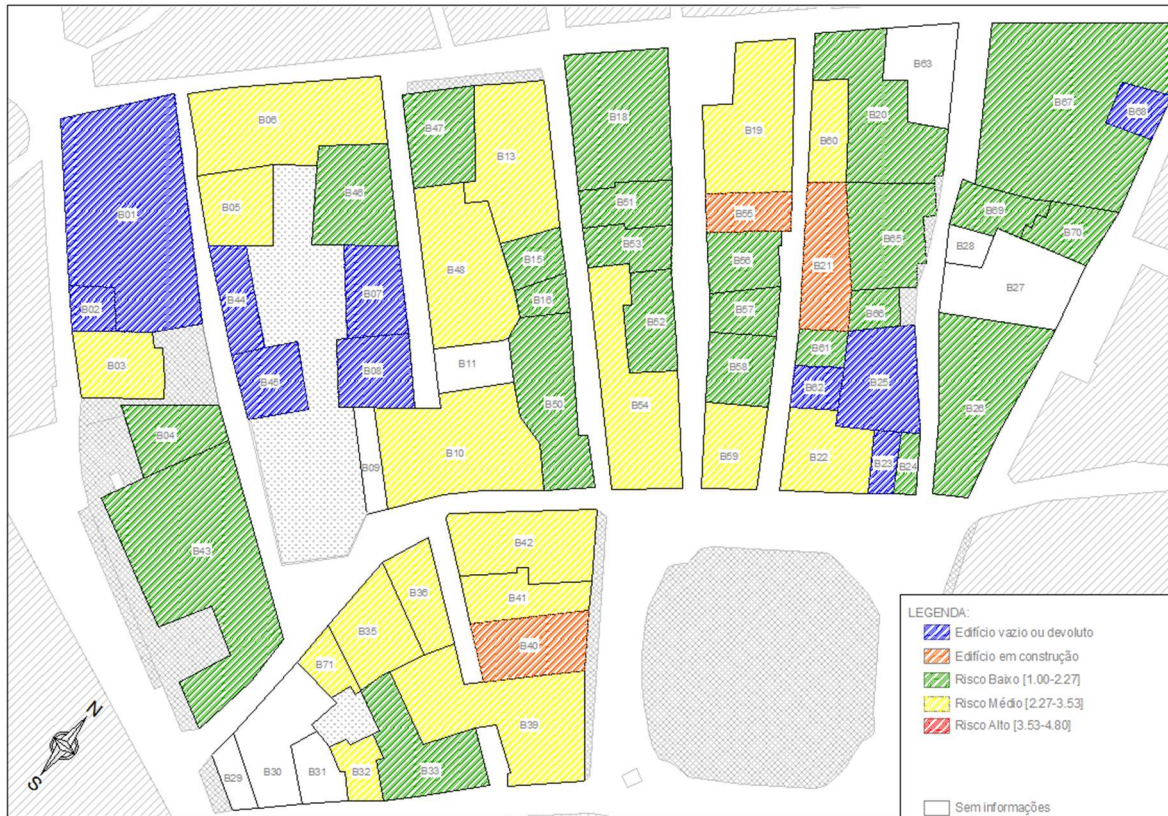 B63
B67
B06
B20
B68
B18
B47
B19
B60
B13
B46
B05
B51
B69
B01
B55
B70
B53
B65
B28
B15
B56
B48
B21
B27
B07
B44
B16
B02
B57
B66
B52
B61
B03
B11
B08
B58
B45
B25
B62
B54
B26
B50
B04
B10
B09
B59
B22
B23
B24
B42
B43
B36
B41
B35
B40
B71
B39
B29
B30
B31
B32
B33
N
S
LEGENDA:
Edifício vazio ou devoluto
Edifício em construção
Risco Baixo [1.00-2.27]
Risco Médio [2.27-3.53]
Risco Alto [3.53-4.80]
Sem informações